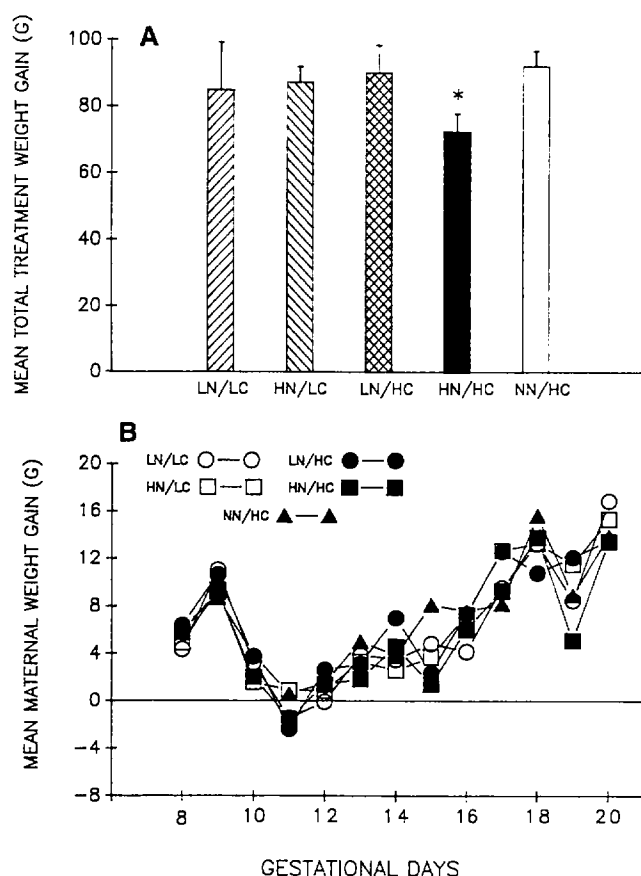 A
MEAN TOTAL TREATMENT WEIGHT GAIN (G)
100
80
60
40
20
0
*
LN/LC HN/LC LN/HC HN/HC NN/HC
B
MEAN MATERNAL WEIGHT GAIN (G)
20
16
12
8
4
0
-4
-8
LN/LC LN/HC
HN/LC HN/HC
NN/HC
8 10 12 14 16 18 20
GESTATIONAL DAYS